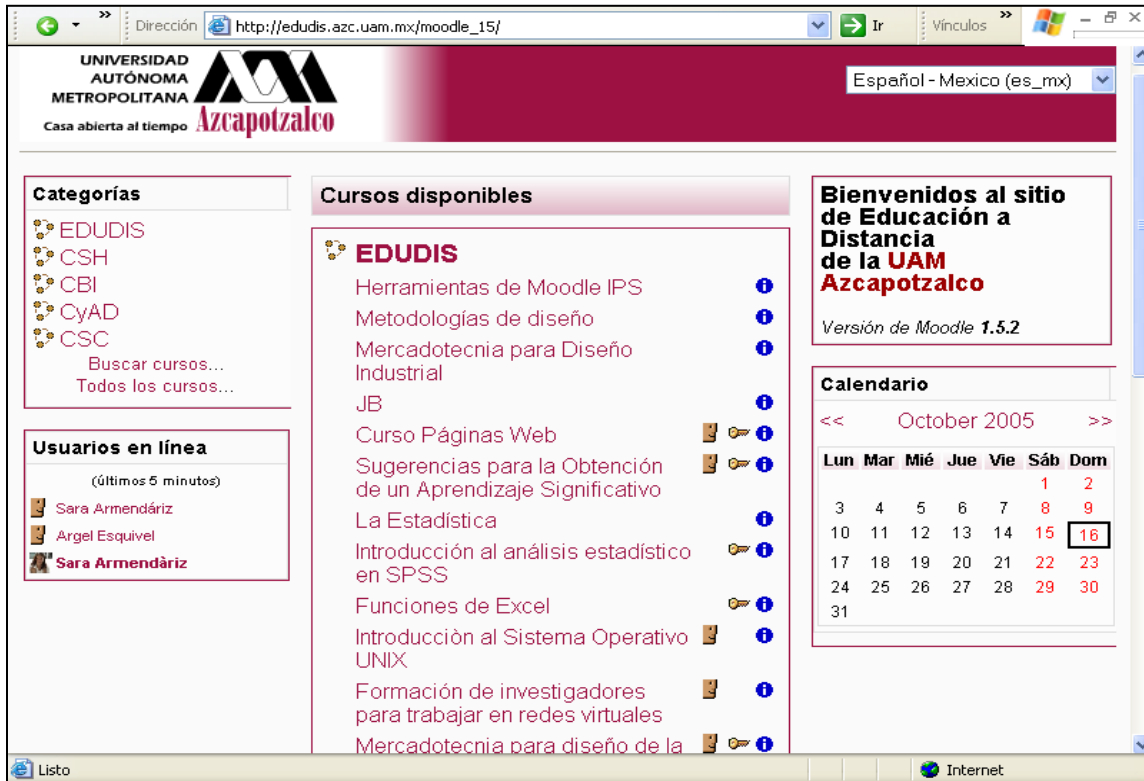 Dirección http://edudis.azc.uam.mx/moodle_15/ Ir Vínculos
UNIVERSIDAD
AUTÓNOMA
METROPOLITANA
Casa abierta al tiempo Azcapotzalco
Español - Mexico (es_mx)
Categorías
EDUDIS
CSH
CBI
CyAD
CSC
Buscar cursos...
Todos los cursos...
Usuarios en línea
(últimos 5 minutos)
Sara Armendáriz
Argel Esquivel
Sara Armendàriz
Cursos disponibles
EDUDIS
Herramientas de Moodle IPS
Metodologías de diseño
Mercadotecnia para Diseño
Industrial
JB
Curso Páginas Web
Sugerencias para la Obtención
de un Aprendizaje Significativo
La Estadística
Introducción al análisis estadístico
en SPSS
Funciones de Excel
Introducciòn al Sistema Operativo
UNIX
Formación de investigadores
para trabajar en redes virtuales
Mercadotecnia para diseño de la
Bienvenidos al sitio
de Educación a
Distancia
de la UAM
Azcapotzalco
Versión de Moodle 1.5.2
Calendario
<< October 2005 >>
Lun Mar Mié Jue Vie Sáb Dom
1 2
3 4 5 6 7 8 9
10 11 12 13 14 15 16
17 18 19 20 21 22 23
24 25 26 27 28 29 30
31
Listo Internet